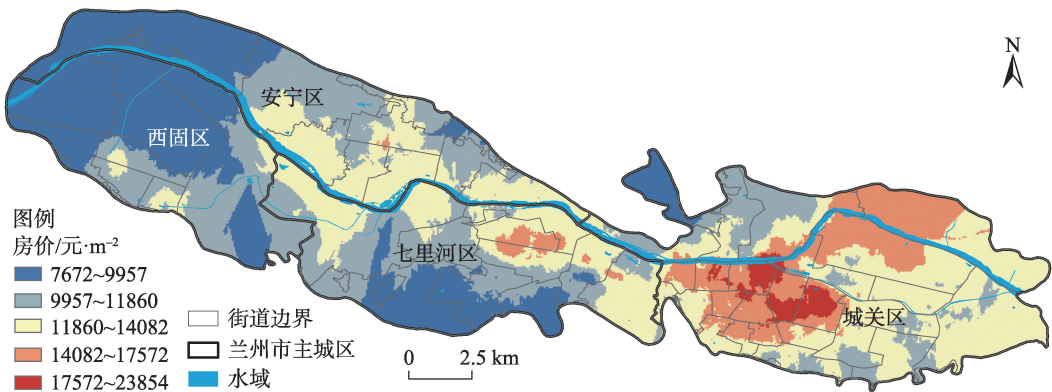 N
安宁区
西固区
七里河区
城关区
图例
房价/元·m⁻²
7672~9957
9957~11860
11860~14082
14082~17572
17572~23854
街道边界
兰州市主城区
水域
0 2.5 km